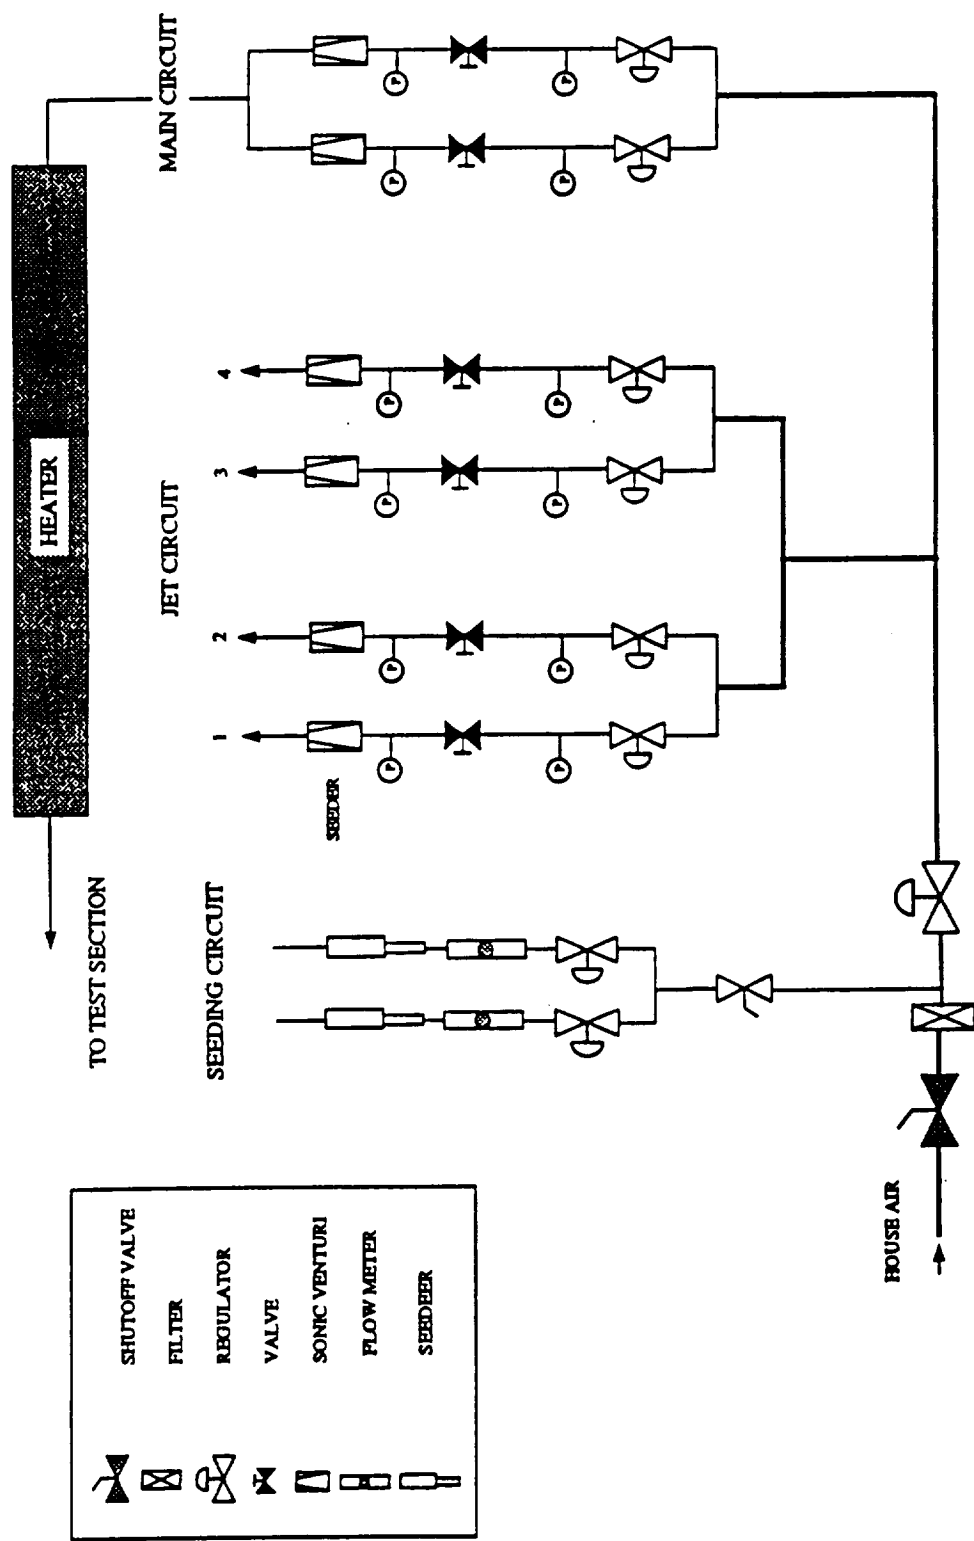 HEATER
TO TEST SECTION
MAIN CIRCUIT
JET CIRCUIT
SEEDING CIRCUIT
1
2
3
4
SEEDER
P
P
P
P
P
P
P
P
P
P
P
P
HOUSE AIR
SHUTOFF VALVE
FILTER
REGULATOR
VALVE
SONIC VENTURI
FLOW METER
SEEDEER